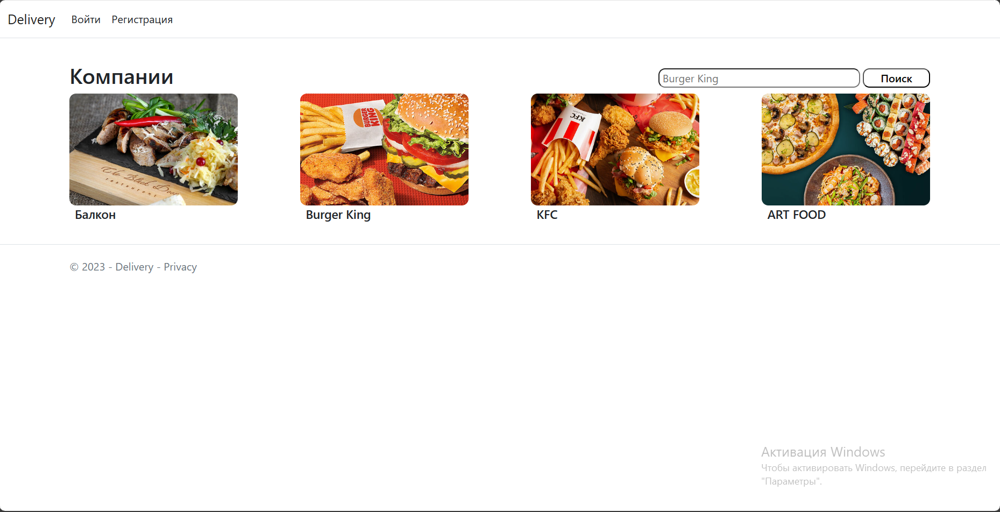 Delivery Войти Регистрация
Компании
Burger King Поиск
The Black Door
restaurant
BURGER KING
KFC
Балкон
Burger King
KFC
ART FOOD
© 2023 - Delivery - Privacy
Активация Windows
Чтобы активировать Windows, перейдите в раздел
"Параметры".